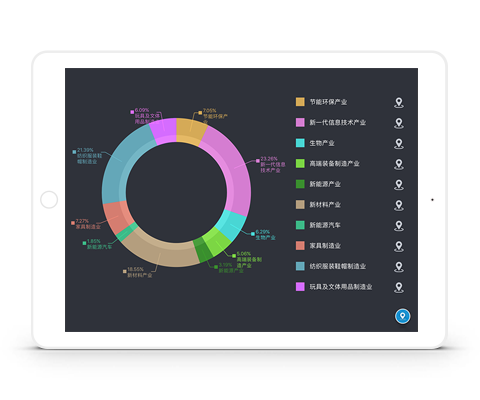 6.09%
玩具及文体
用品制造业
7.05%
节能环保产
业
21.39%
纺织服装鞋
帽制造业
23.26%
新一代信息
技术产业
7.37%
家具制造业
1.86%
新能源汽车
18.55%
新材料产业
新能源产业
6.06%
高端装备制
造产业
6.29%
生物产业
节能环保产业
新一代信息技术产业
生物产业
高端装备制造产业
新能源产业
新材料产业
新能源汽车
家具制造业
纺织服装鞋帽制造业
玩具及文体用品制造业